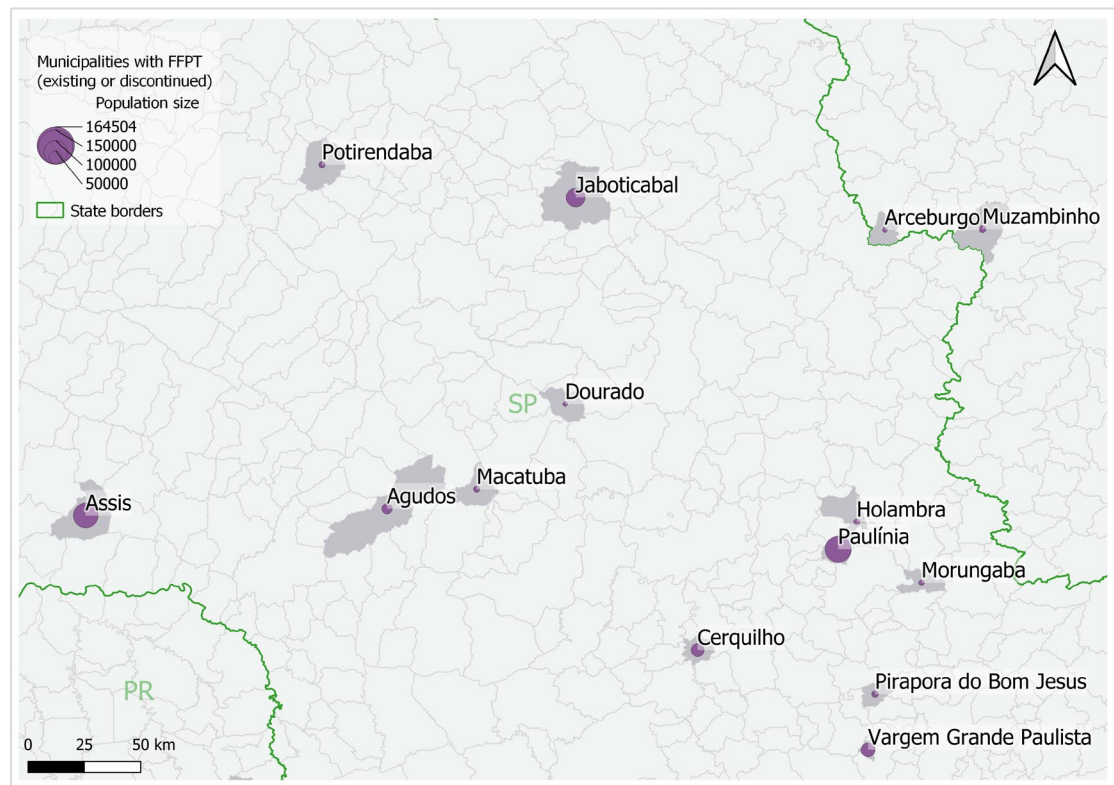 Municipalities with FFPT
(existing or discontinued)
Population size
164504
150000
100000
50000
State borders
Potirendaba
Jaboticabal
Arceburgo
Muzambinho
Dourado
SP
Macatuba
Agudos
Assis
Holambra
Paulínia
Morungaba
Cerquilho
Pirapora do Bom Jesus
PR
Vargem Grande Paulista
0 25 50 km